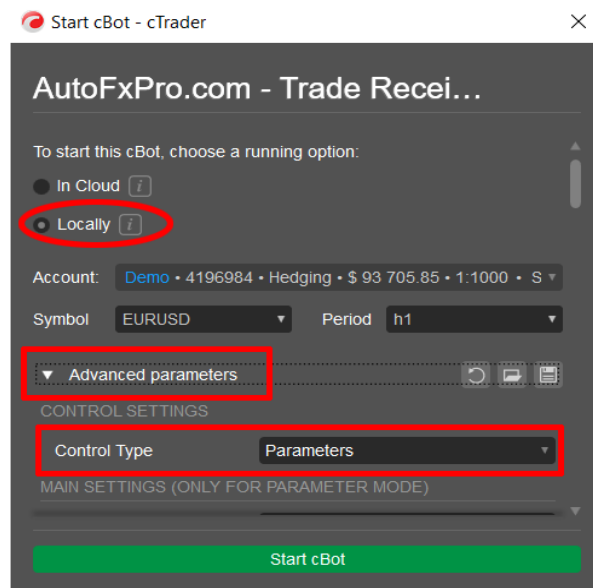 Start cBot - cTrader
AutoFxPro.com - Trade Recei...
To start this cBot, choose a running option:
In Cloud i
Locally i
Account: Demo • 4196984 • Hedging • $ 93 705.85 • 1:1000 • S
Symbol EURUSD Period h1
Advanced parameters
CONTROL SETTINGS
Control Type Parameters
MAIN SETTINGS (ONLY FOR PARAMETER MODE)
Start cBot